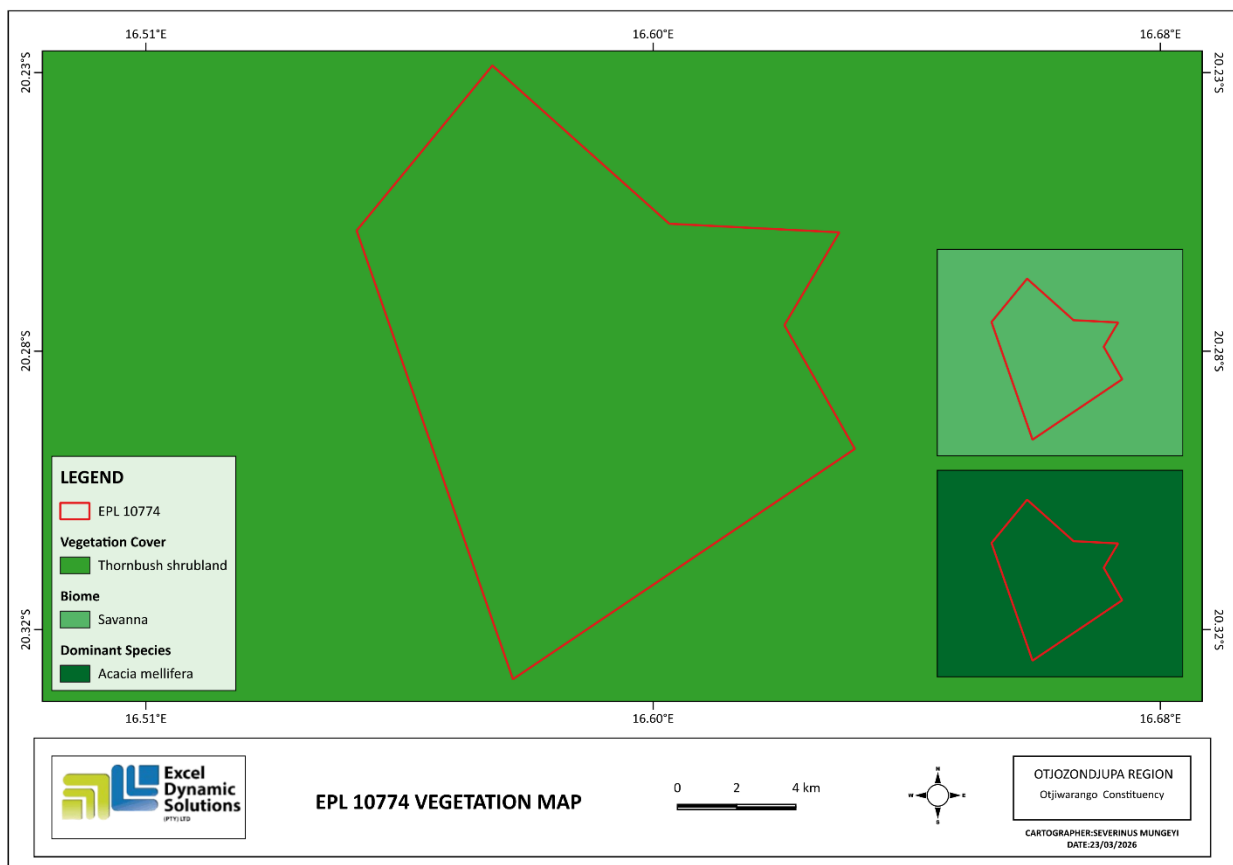 16.51°E 16.60°E 16.68°E
20.23°S 20.23°S
20.28°S 20.28°S
20.32°S 20.32°S
LEGEND
EPL 10774
Vegetation Cover
Thornbush shrubland
Biome
Savanna
Dominant Species
Acacia mellifera
16.51°E 16.60°E 16.68°E
Excel
Dynamic
Solutions
(PTY) LTD
EPL 10774 VEGETATION MAP
0 2 4 km
N
W E
S
OTJOZONDJUPA REGION
Otjiwarango Constituency
CARTOGRAPHER:SEVERINUS MUNGEYI
DATE:23/03/2026